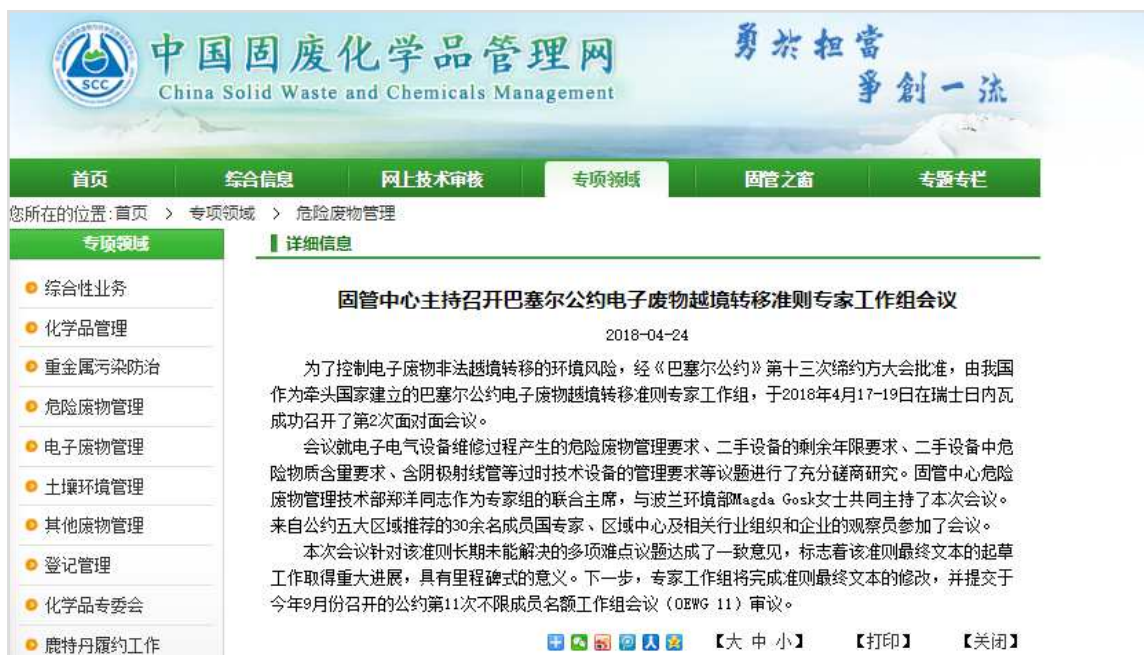 中国固废化学品管理网
China Solid Waste and Chemicals Management
SCC
勇於担當
爭創一流
首页 综合信息 网上技术审核 专项领域 固管之窗 专题专栏
您所在的位置:首页 > 专项领域 > 危险废物管理
专项领域
综合性业务
化学品管理
重金属污染防治
危险废物管理
电子废物管理
土壤环境管理
其他废物管理
登记管理
化学品专委会
鹿特丹履约工作
详细信息
固管中心主持召开巴塞尔公约电子废物越境转移准则专家工作组会议
2018-04-24
为了控制电子废物非法越境转移的环境风险，经《巴塞尔公约》第十三次缔约方大会批准，由我国
作为牵头国家建立的巴塞尔公约电子废物越境转移准则专家工作组，于2018年4月17-19日在瑞士日内瓦
成功召开了第2次面对面会议。
会议就电子电气设备维修过程产生的危险废物管理要求、二手设备的剩余年限要求、二手设备中危
险物质含量要求、含阴极射线管等过时技术设备的管理要求等议题进行了充分磋商研究。固管中心危险
废物管理技术部郑洋同志作为专家组的联合主席，与波兰环境部Magda Gosk女士共同主持了本次会议。
来自公约五大区域推荐的30余名成员国专家、区域中心及相关行业组织和企业的观察员参加了会议。
本次会议针对该准则长期未能解决的多项难点议题达成了一致意见，标志着该准则最终文本的起草
工作取得重大进展，具有里程碑式的意义。下一步，专家工作组将完成准则最终文本的修改，并提交于
今年9月份召开的公约第11次不限成员名额工作组会议（OEWG 11）审议。
【大 中 小】 【打印】 【关闭】